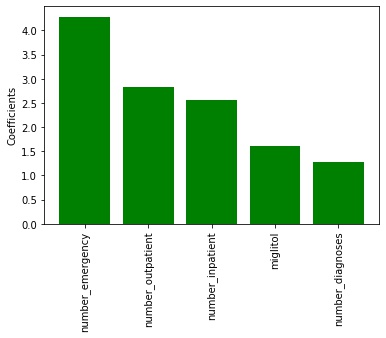 Coefficients
4.0
3.5
3.0
2.5
2.0
1.5
1.0
0.5
0.0
number_emergency
number_outpatient
number_inpatient
miglitol
number_diagnoses